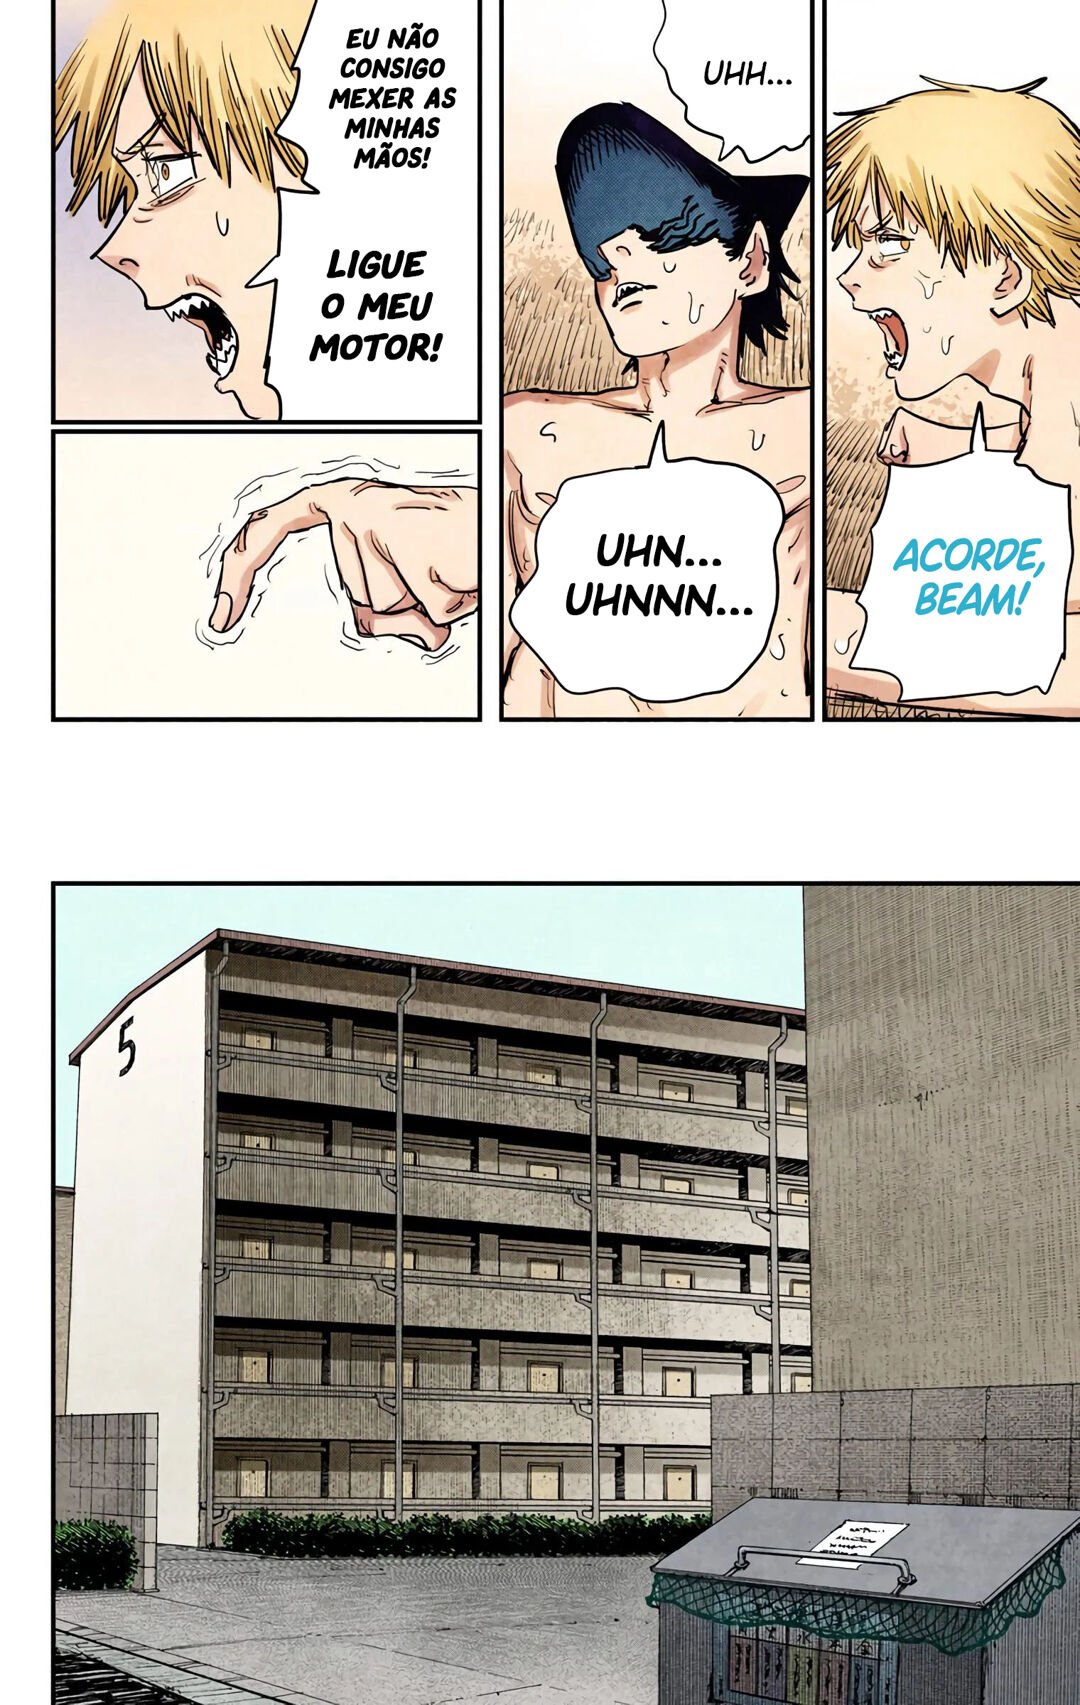 ACORDE,
BEAM!
UHH...
UHN...
UHNNN...
EU NÃO
CONSIGO
MEXER AS
MINHAS
MÃOS!
LIGUE
O MEU
MOTOR!
5